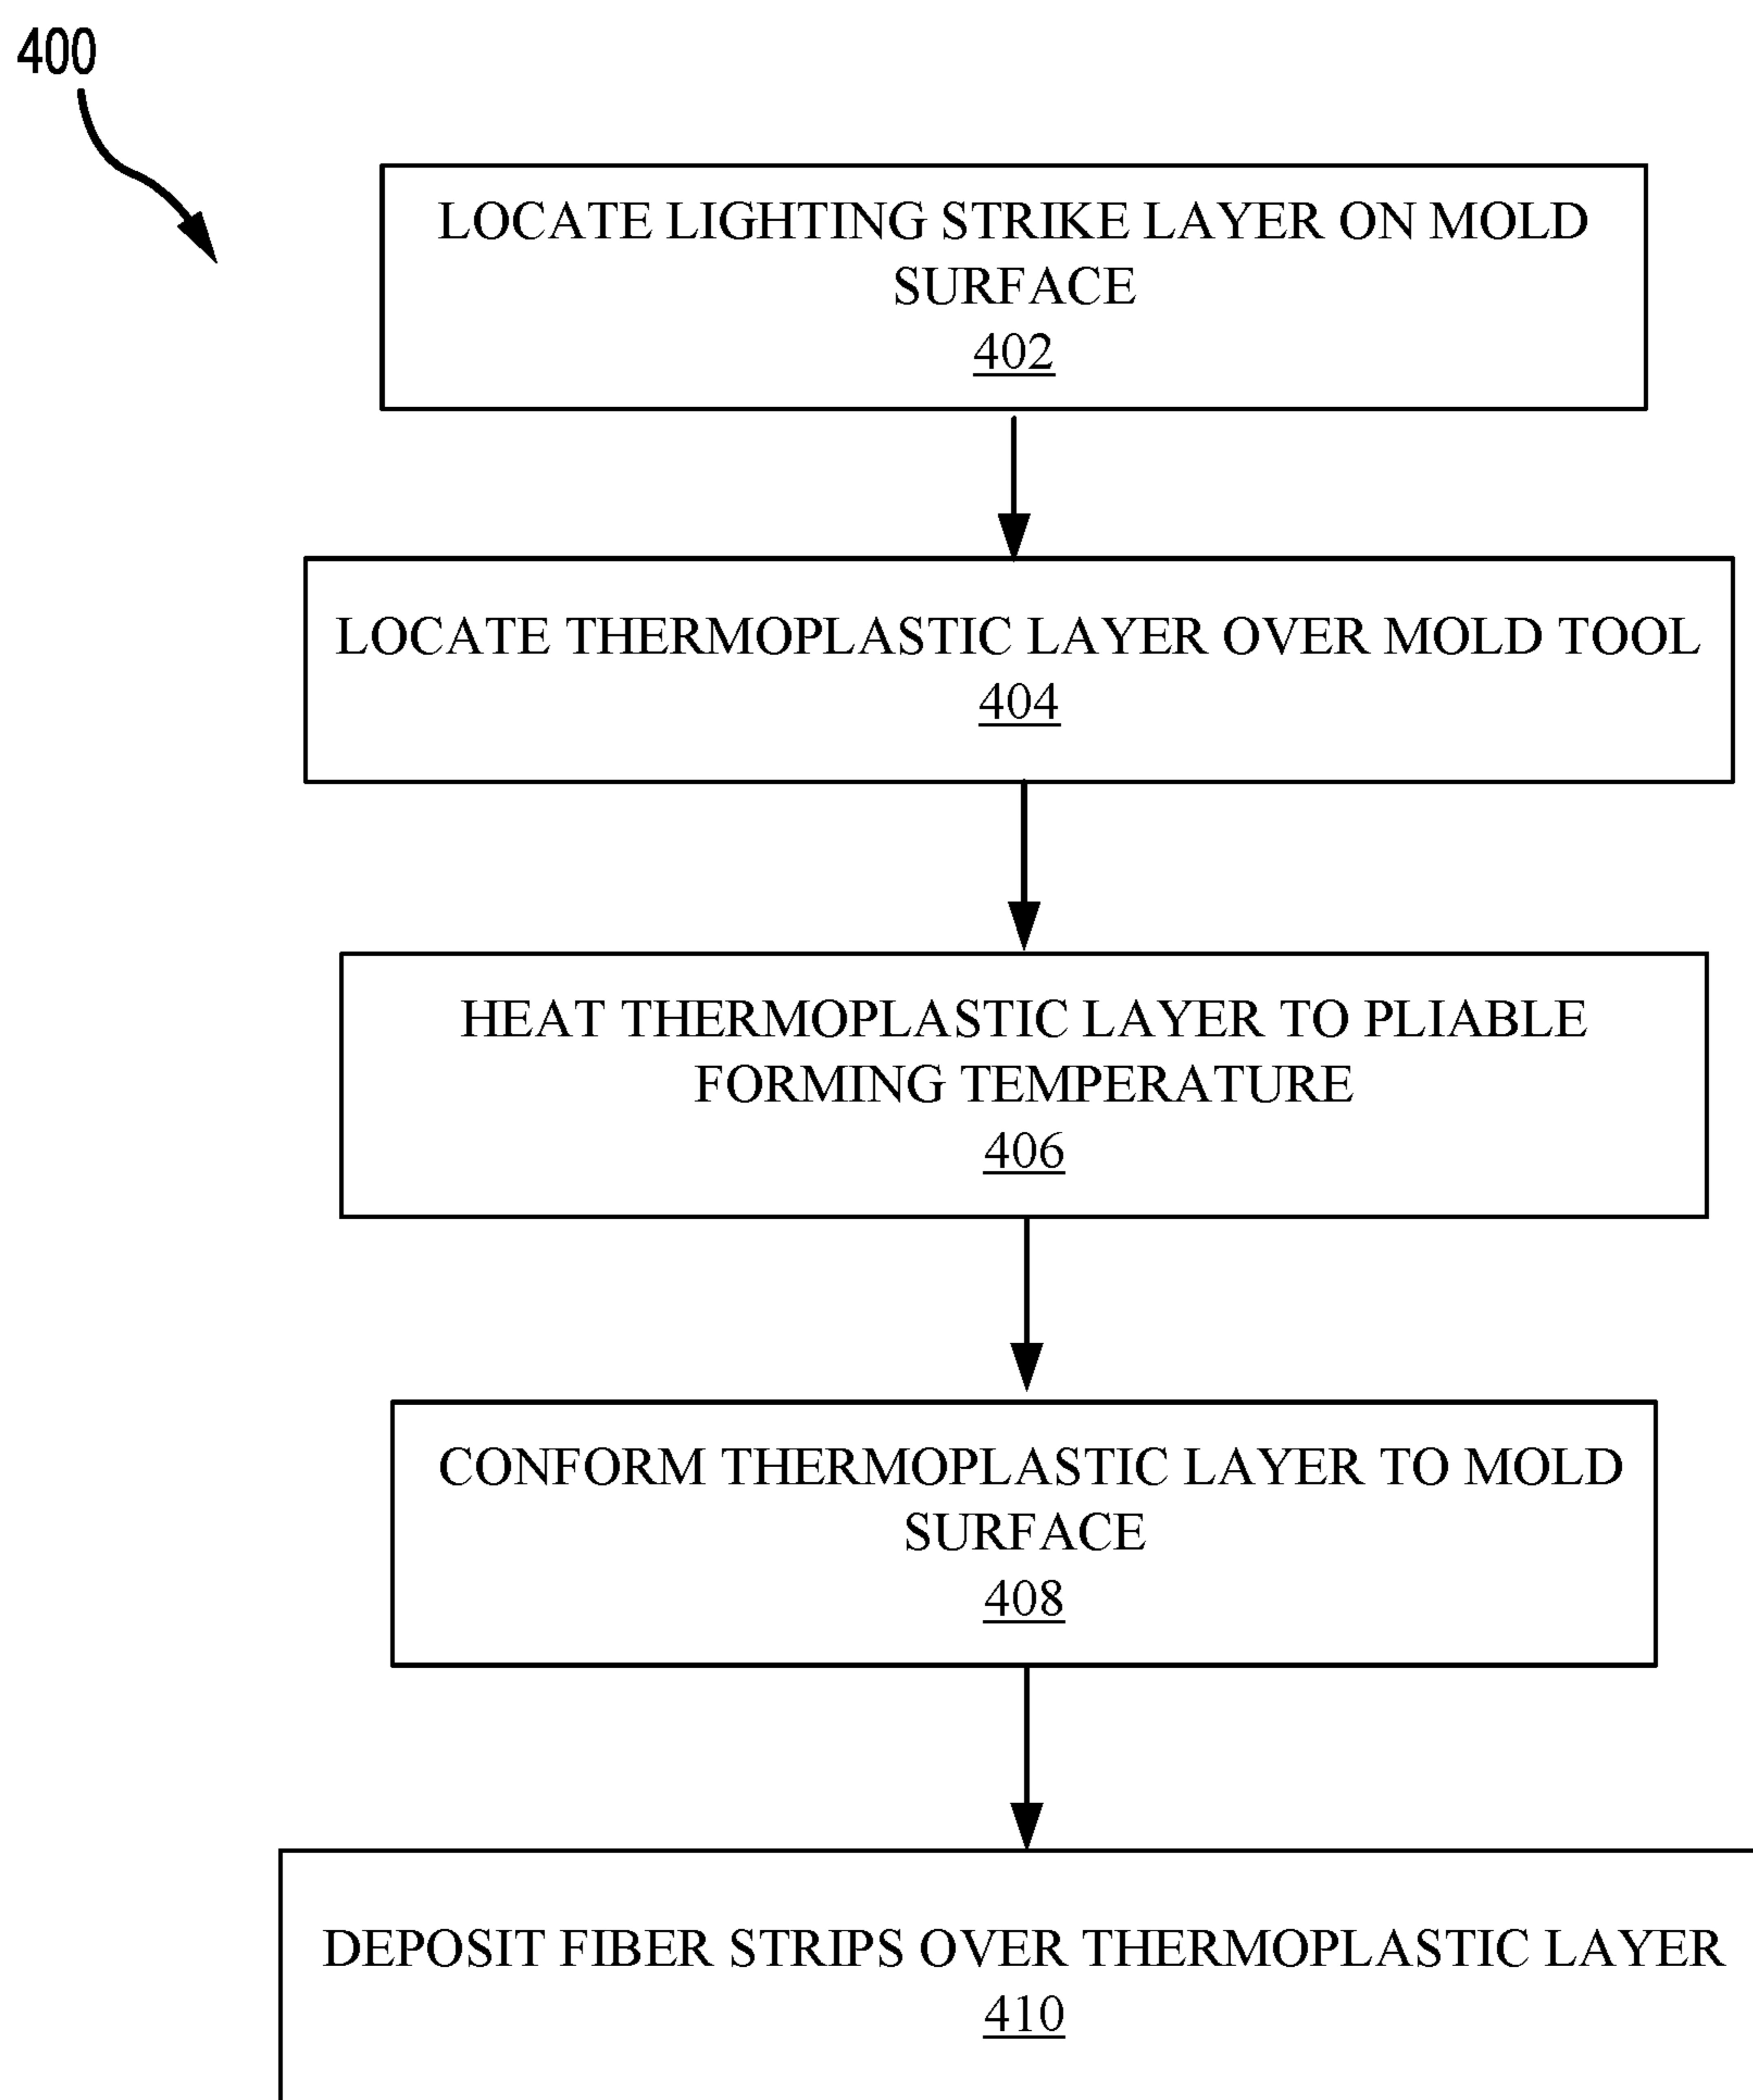 400
LOCATE LIGHTING STRIKE LAYER ON MOLD
SURFACE
402
LOCATE THERMOPLASTIC LAYER OVER MOLD TOOL
404
HEAT THERMOPLASTIC LAYER TO PLIABLE
FORMING TEMPERATURE
406
CONFORM THERMOPLASTIC LAYER TO MOLD
SURFACE
408
DEPOSIT FIBER STRIPS OVER THERMOPLASTIC LAYER
410